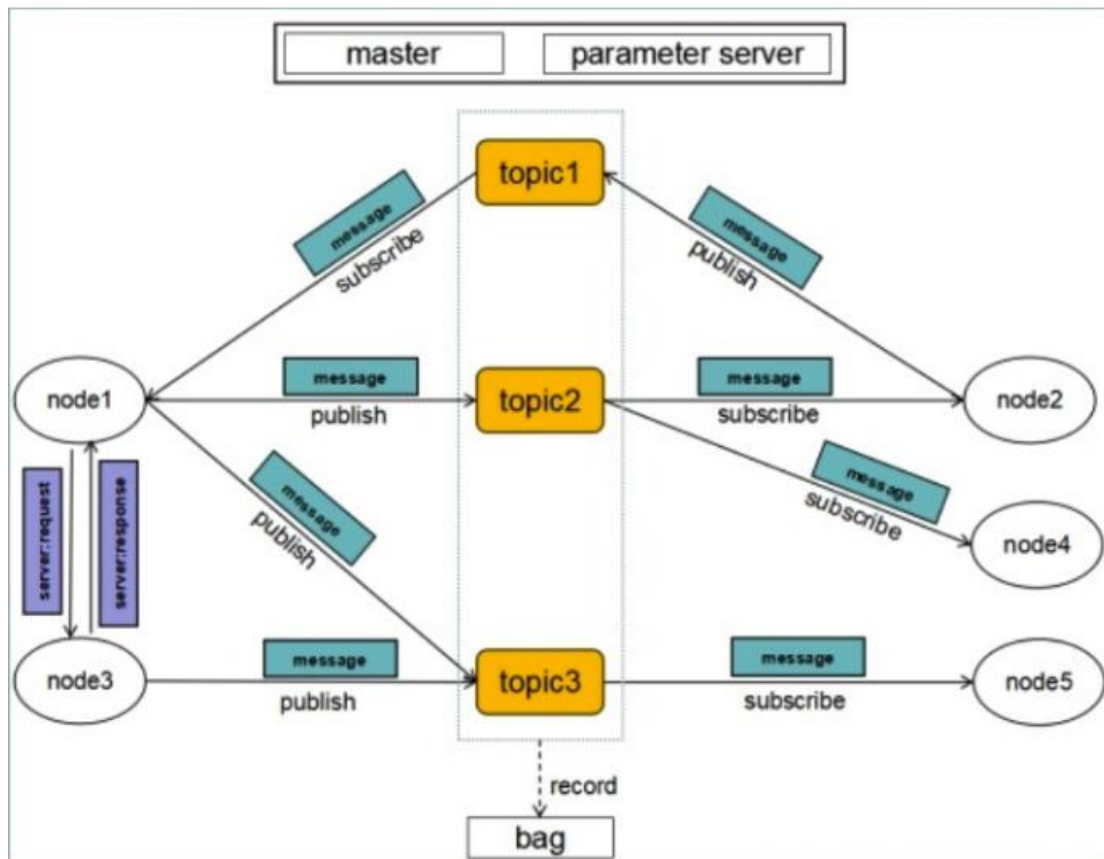 master
parameter server
topic1
message
subscribe
message
publish
message
publish
topic2
message
subscribe
node1
node2
message
publish
message
subscribe
server:request
server:response
node4
node3
message
publish
topic3
message
subscribe
node5
record
bag